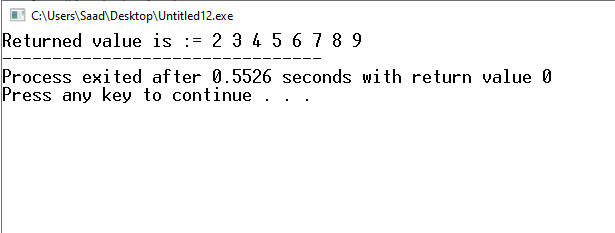 C:\Users\Saad\Desktop\Untitled12.exe
Returned value is := 2 3 4 5 6 7 8 9
--------------------------------
Process exited after 0.5526 seconds with return value 0
Press any key to continue . . .